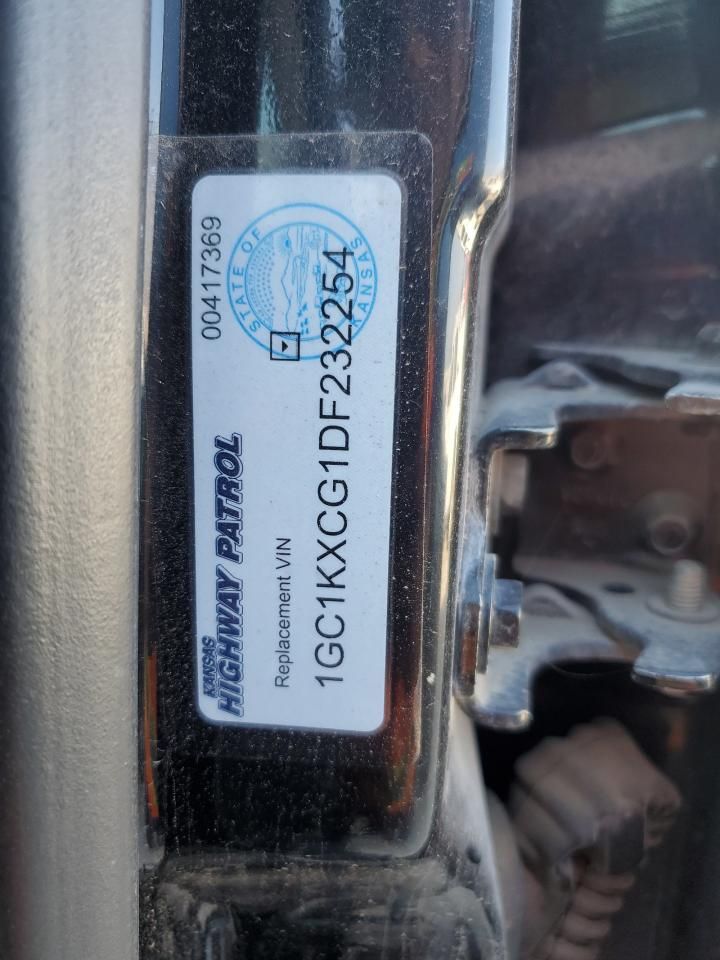 KANSAS
HIGHWAY PATROL
00417369
STATE OF
KANSAS
Replacement VIN
1GC1KXCG1DF232254